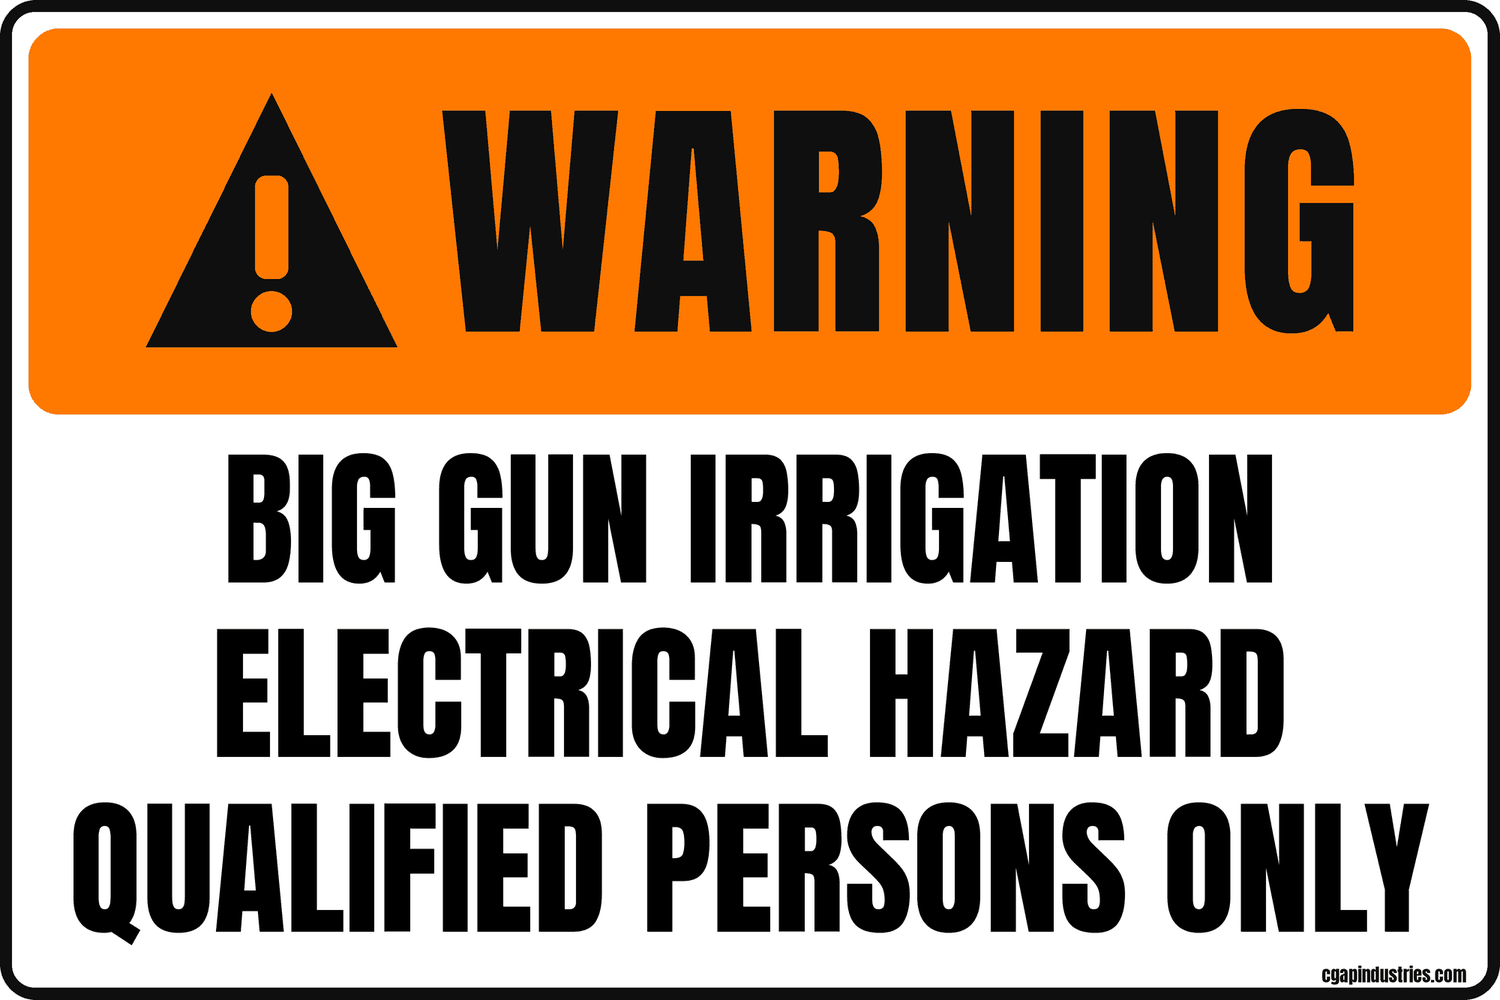 WARNING
BIG GUN IRRIGATION
ELECTRICAL HAZARD
QUALIFIED PERSONS ONLY
cgapindustries.com